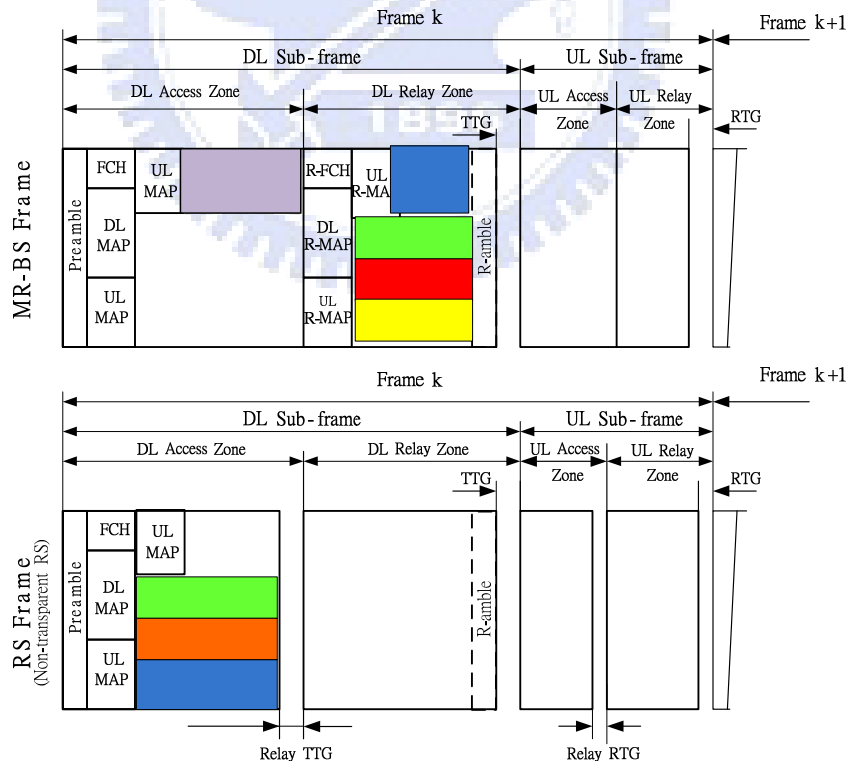 Frame k
Frame k+1
DL Sub-frame
UL Sub-frame
DL Access Zone
DL Relay Zone
UL Access
Zone
UL Relay
Zone
TTG
RTG
1896
MR-BS Frame
Preamble
FCH
DL
MAP
UL
MAP
UL
MAP
R-FCH
DL
R-MAP
UL
R-MAP
UL
R-MA
R-amble
Frame k
Frame k+1
DL Sub-frame
UL Sub-frame
DL Access Zone
DL Relay Zone
UL Access
Zone
UL Relay
Zone
TTG
RTG
RS Frame
(Non-transparent RS)
Preamble
FCH
DL
MAP
UL
MAP
UL
MAP
R-amble
Relay TTG
Relay RTG